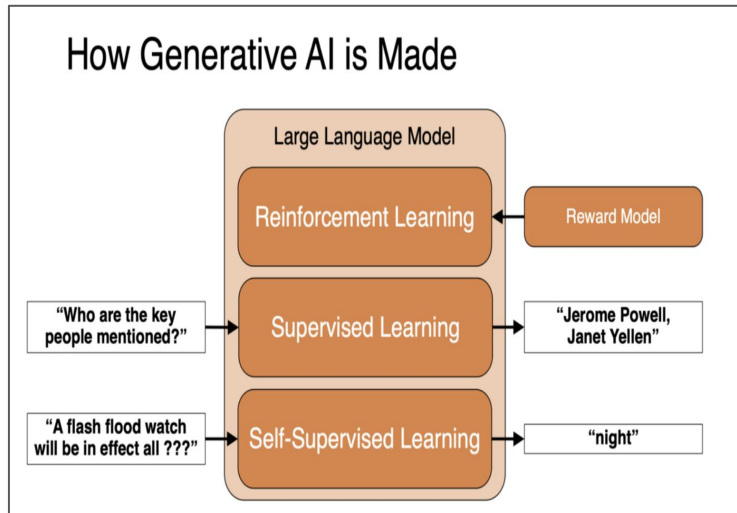 How Generative AI is Made
Large Language Model
Reinforcement Learning
Reward Model
“Who are the key
people mentioned?”
Supervised Learning
“Jerome Powell,
Janet Yellen”
“A flash flood watch
will be in effect all ???”
Self-Supervised Learning
“night”